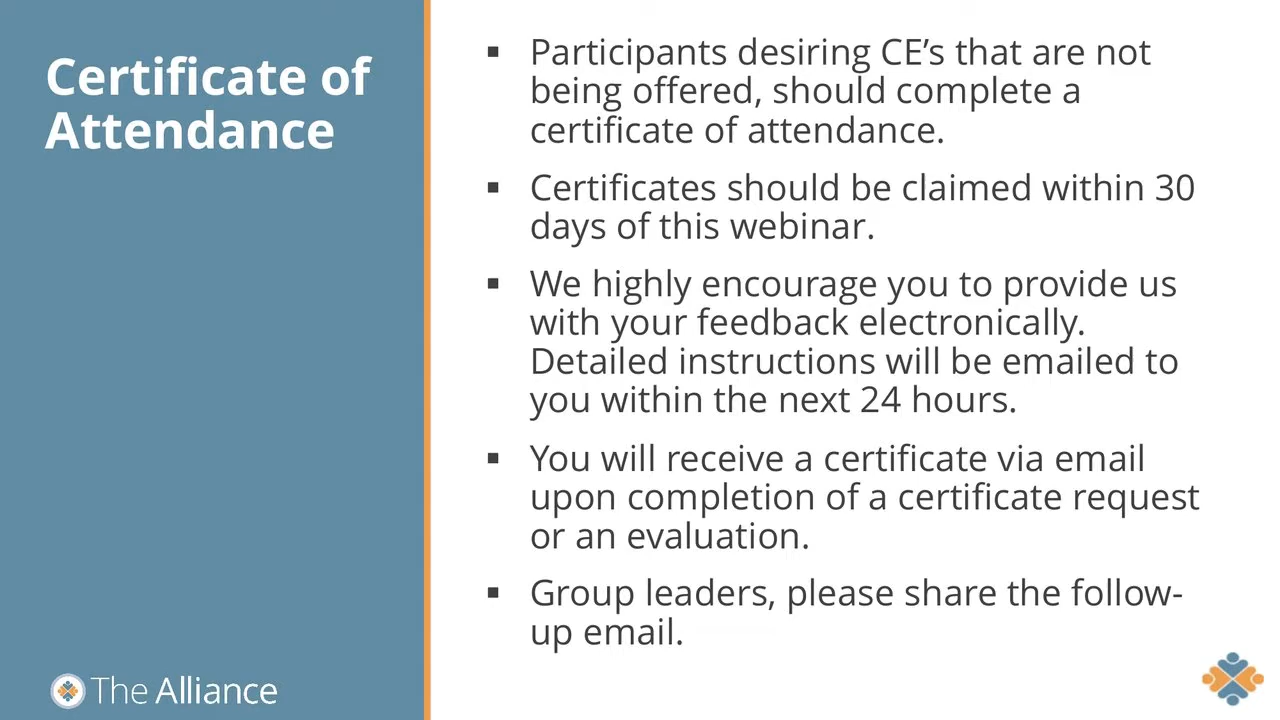 Certificate of
Attendance
▪ Participants desiring CE’s that are not
being offered, should complete a
certificate of attendance.
▪ Certificates should be claimed within 30
days of this webinar.
▪ We highly encourage you to provide us
with your feedback electronically.
Detailed instructions will be emailed to
you within the next 24 hours.
▪ You will receive a certificate via email
upon completion of a certificate request
or an evaluation.
▪ Group leaders, please share the follow-
up email.
The Alliance